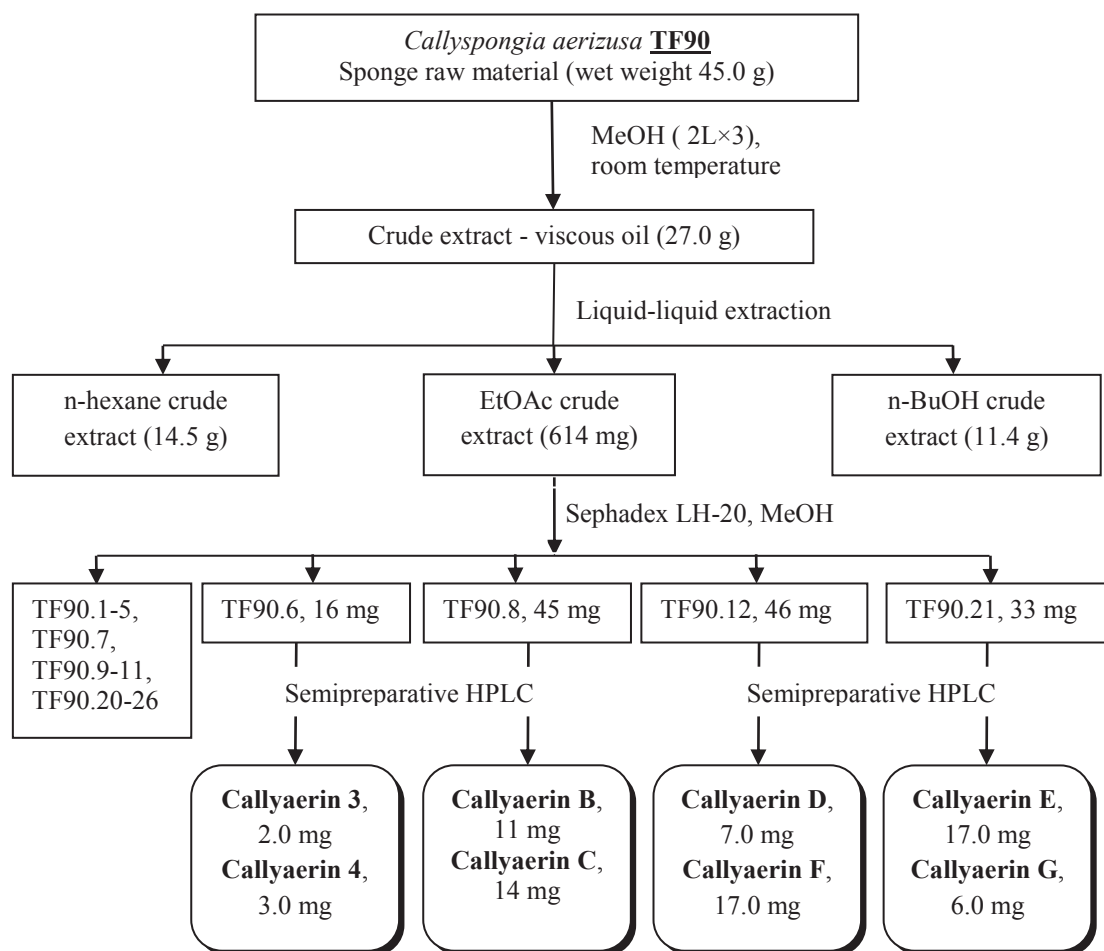 Callyspongia aerizusa TF90
Sponge raw material (wet weight 45.0 g)
MeOH ( 2L×3),
room temperature
Crude extract - viscous oil (27.0 g)
Liquid-liquid extraction
n-hexane crude
extract (14.5 g)
EtOAc crude
extract (614 mg)
n-BuOH crude
extract (11.4 g)
Sephadex LH-20, MeOH
TF90.1-5,
TF90.7,
TF90.9-11,
TF90.20-26
TF90.6, 16 mg
TF90.8, 45 mg
TF90.12, 46 mg
TF90.21, 33 mg
Semipreparative HPLC
Semipreparative HPLC
Callyaerin 3,
2.0 mg
Callyaerin 4,
3.0 mg
Callyaerin B,
11 mg
Callyaerin C,
14 mg
Callyaerin D,
7.0 mg
Callyaerin F,
17.0 mg
Callyaerin E,
17.0 mg
Callyaerin G,
6.0 mg